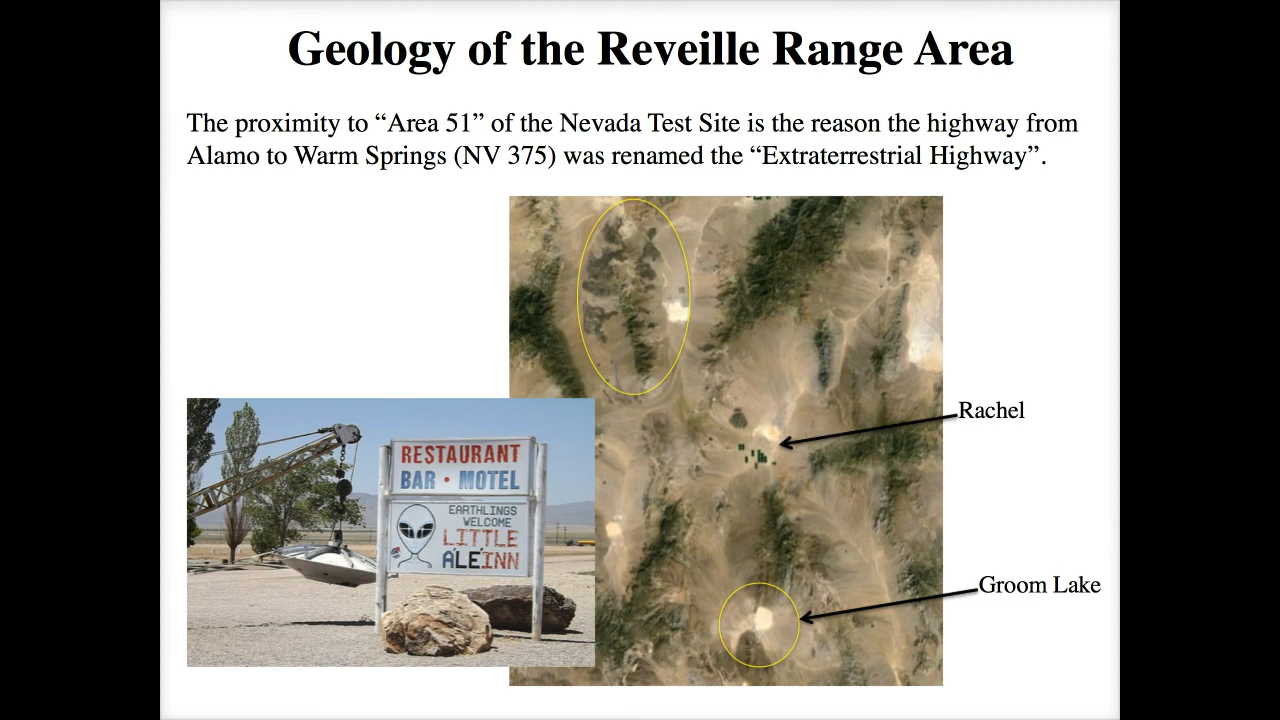 Geology of the Reveille Range Area
The proximity to “Area 51” of the Nevada Test Site is the reason the highway from
Alamo to Warm Springs (NV 375) was renamed the “Extraterrestrial Highway”.
Rachel
RESTAURANT
BAR • MOTEL
EARTHLINGS
WELCOME
LITTLE
A'LE'INN
Groom Lake